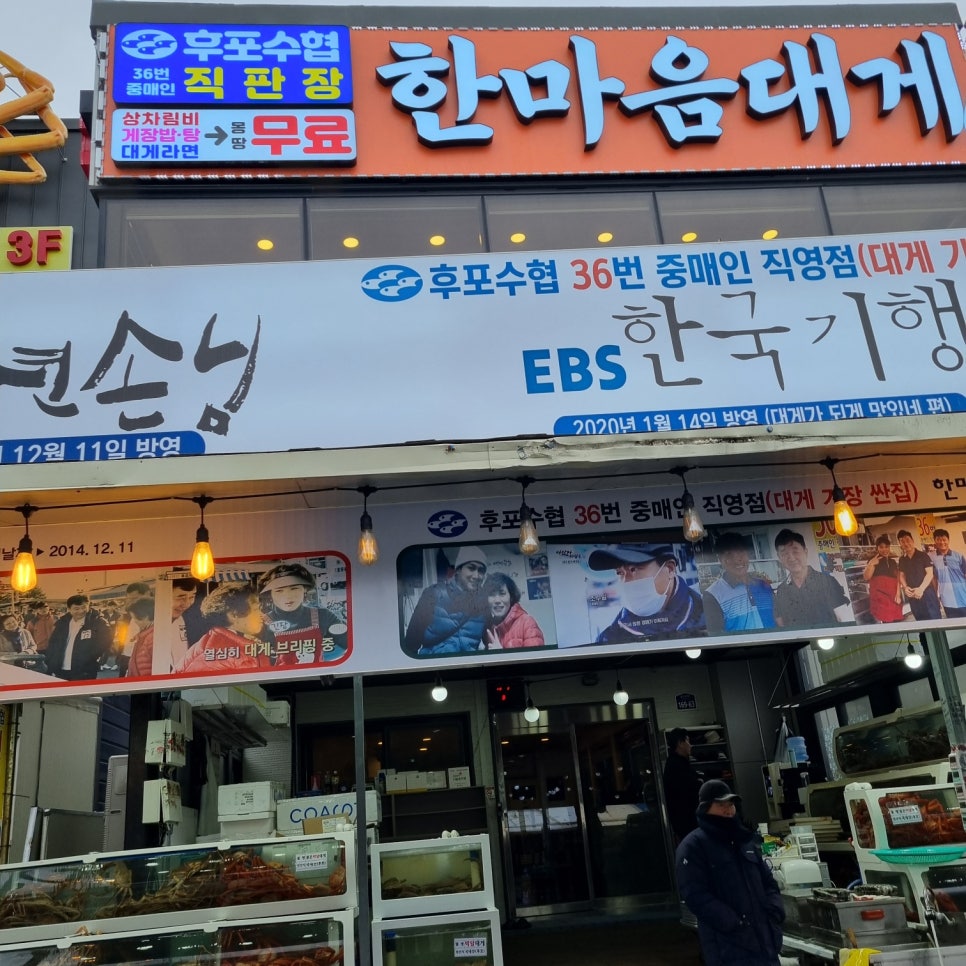 후포수협
36번
중매인
직판장
상차림비
게장밥·탕
대게라면
➔
몽땅
무료
한마음대게
3F
후포수협 36번 중매인 직영점(대게 가
손님
12월 11일 방영
EBS 한국기행
2020년 1월 14일 방영 (대게가 되게 맛있네 편)
▶ 2014. 12. 11
열심히 대게 브리핑 중
후포수협 36번 중매인 직영점(대게 가장 싼집) 한마
169-63
COACOT